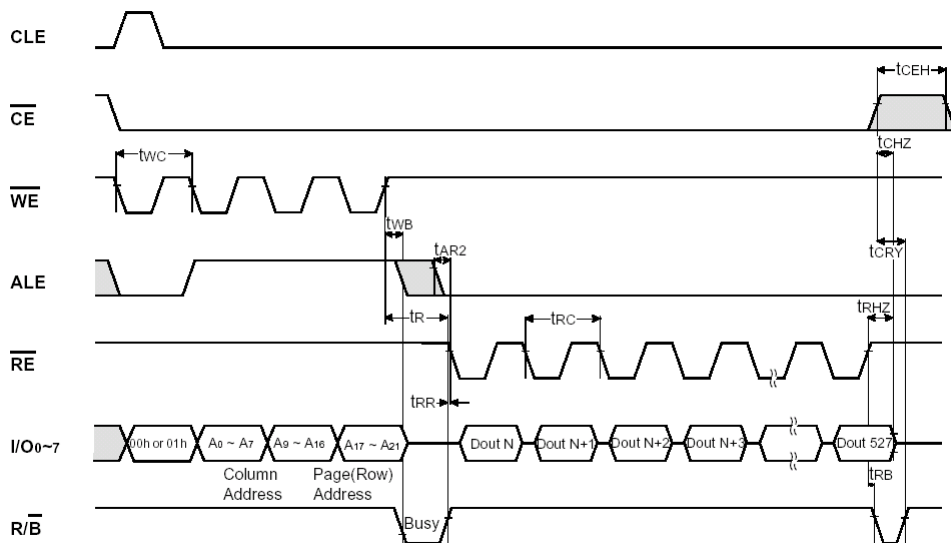 CLE
tCEH
CE
tCHZ
tWC
WE
tWB
tCRY
tAR2
ALE
tR
tRC
tRHZ
RE
tRR
I/O0~7
00h or 01h
A0 ~ A7
A9 ~ A16
A17 ~ A21
Dout N
Dout N+1
Dout N+2
Dout N+3
Dout 527
Column
Address
Page(Row)
Address
tRB
R/B
Busy